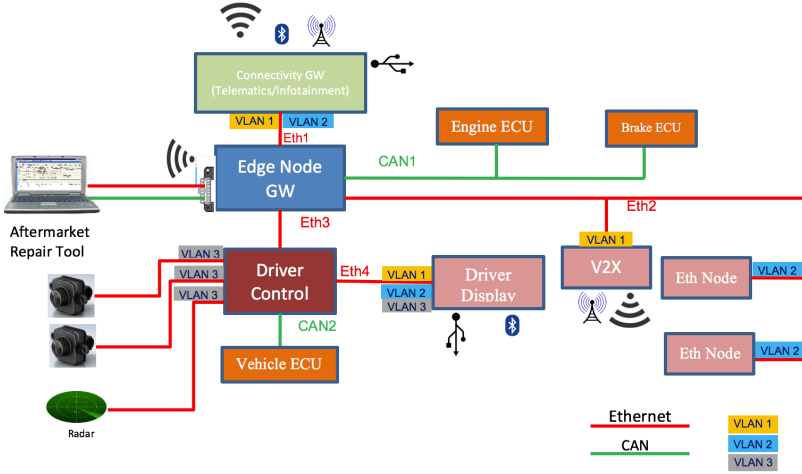 Connectivity GW
(Telematics/Infotainment)
VLAN 1
VLAN 2
Eth1
Engine ECU
Brake ECU
CAN1
Edge Node
GW
Eth2
Aftermarket
Repair Tool
Eth3
VLAN 1
VLAN 3
VLAN 3
VLAN 3
Driver
Control
Eth4
VLAN 1
VLAN 2
VLAN 3
Driver
Display
V2X
Eth Node
VLAN 2
CAN2
Vehicle ECU
Eth Node
VLAN 2
Radar
Ethernet
CAN
VLAN 1
VLAN 2
VLAN 3